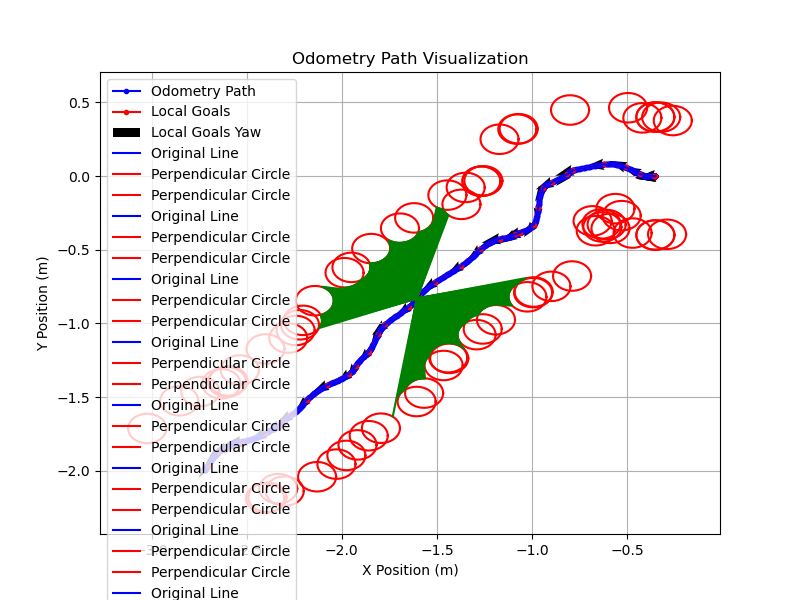 Odometry Path Visualization
Odometry Path
Local Goals
Local Goals Yaw
Original Line
Perpendicular Circle
Perpendicular Circle
Original Line
Perpendicular Circle
Perpendicular Circle
Original Line
Perpendicular Circle
Perpendicular Circle
Original Line
Perpendicular Circle
Perpendicular Circle
Original Line
Perpendicular Circle
Perpendicular Circle
Original Line
Perpendicular Circle
Perpendicular Circle
Original Line
Perpendicular Circle
Perpendicular Circle
Original Line
0.5
0.0
−0.5
−1.0
−1.5
−2.0
Y Position (m)
−2.0 −1.5 −1.0 −0.5
X Position (m)